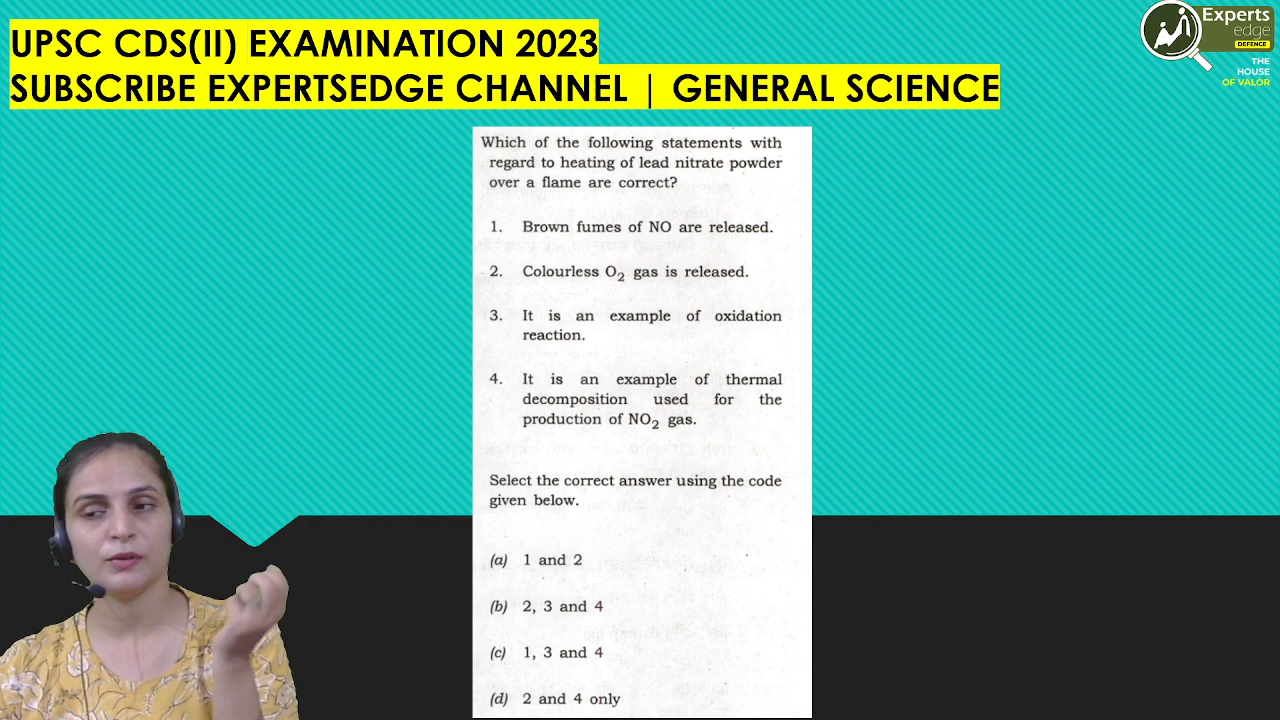 UPSC CDS(II) EXAMINATION 2023
SUBSCRIBE EXPERTSEDGE CHANNEL | GENERAL SCIENCE
Experts
edge
DEFENCE
THE
HOUSE
OF VALOR
Which of the following statements with
regard to heating of lead nitrate powder
over a flame are correct?
1. Brown fumes of NO are released.
2. Colourless O₂ gas is released.
3. It is an example of oxidation
reaction.
4. It is an example of thermal
decomposition used for the
production of NO₂ gas.
Select the correct answer using the code
given below.
(a) 1 and 2
(b) 2, 3 and 4
(c) 1, 3 and 4
(d) 2 and 4 only